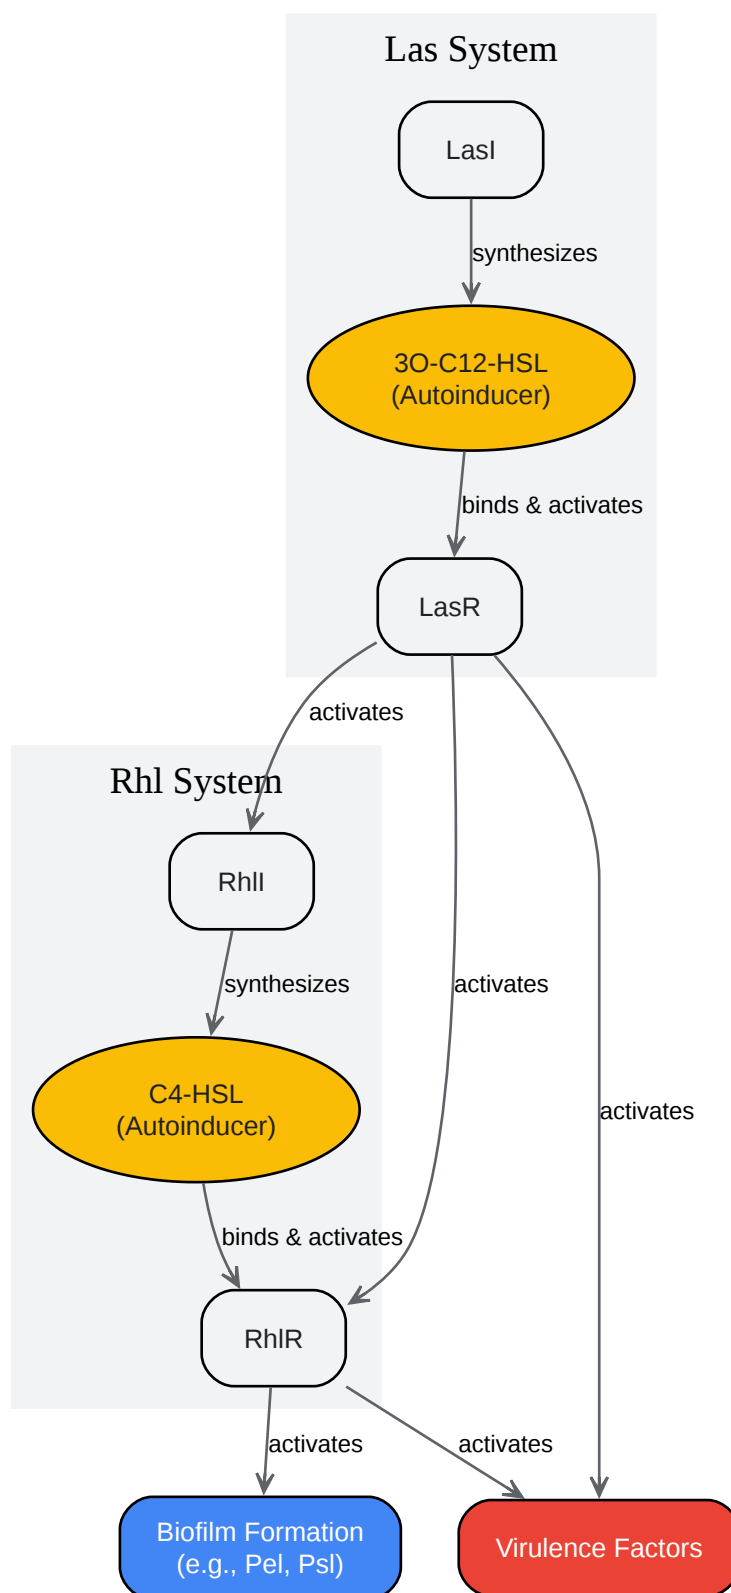 Las System
LasI
synthesizes
3O-C12-HSL
(Autoinducer)
binds & activates
LasR
activates
Rhl System
RhlI
synthesizes
activates
C4-HSL
(Autoinducer)
activates
binds & activates
RhlR
activates
activates
Biofilm Formation
(e.g., Pel, Psl)
Virulence Factors